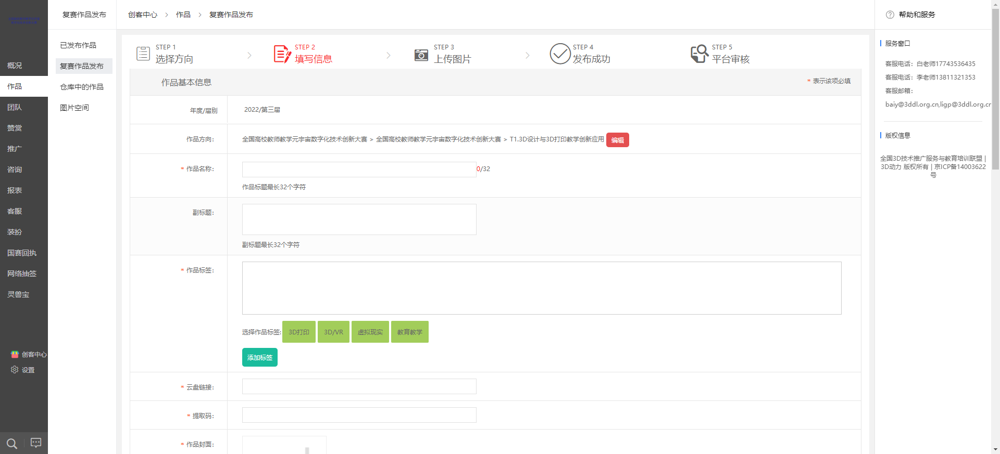 概况
作品
团队
赞赏
推广
咨询
报表
客服
装扮
国赛回执
网络抽签
灵兽宝
创客中心
设置
复赛作品发布
已发布作品
复赛作品发布
仓库中的作品
图片空间
创客中心 > 作品 > 复赛作品发布
STEP 1
选择方向
STEP 2
填写信息
STEP 3
上传图片
STEP 4
发布成功
STEP 5
平台审核
作品基本信息
* 表示该项必填
年度/届别
2022/第三届
作品方向：
全国高校教师教学元宇宙数字化技术创新大赛 > 全国高校教师教学元宇宙数字化技术创新大赛 > T1.3D设计与3D打印教学创新应用 编辑
* 作品名称：
0/32
作品标题最长32个字符
副标题：
副标题最长32个字符
* 作品标签：
选择作品标签: 3D打印 3D/VR 虚拟现实 教育教学
添加标签
* 云盘链接：
* 提取码：
* 作品封面：
帮助和服务
服务窗口
客服电话：白老师17743536435
客服电话：李老师13811321353
客服邮箱：
baiy@3ddl.org.cn,ligp@3ddl.org.cn
版权信息
全国3D技术推广服务与教育培训联盟 |
3D动力 版权所有 | 京ICP备14003622
号